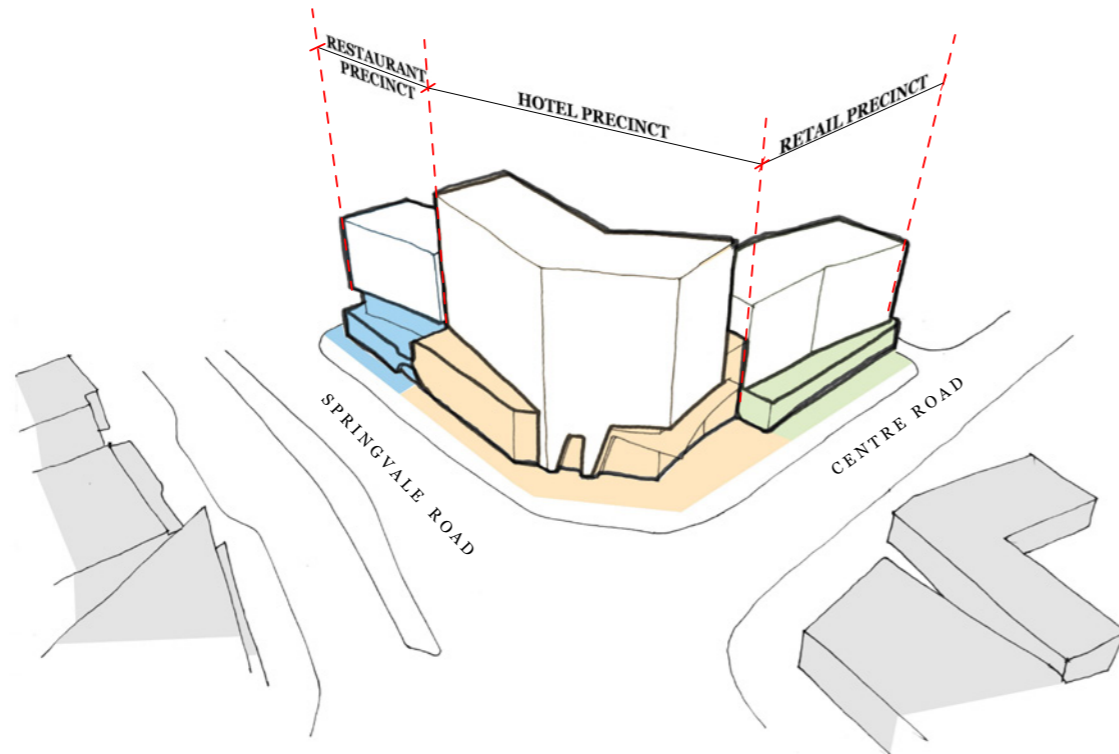 RESTAURANT
PRECINCT
HOTEL PRECINCT
RETAIL PRECINCT
SPRINGVALE ROAD
CENTRE ROAD